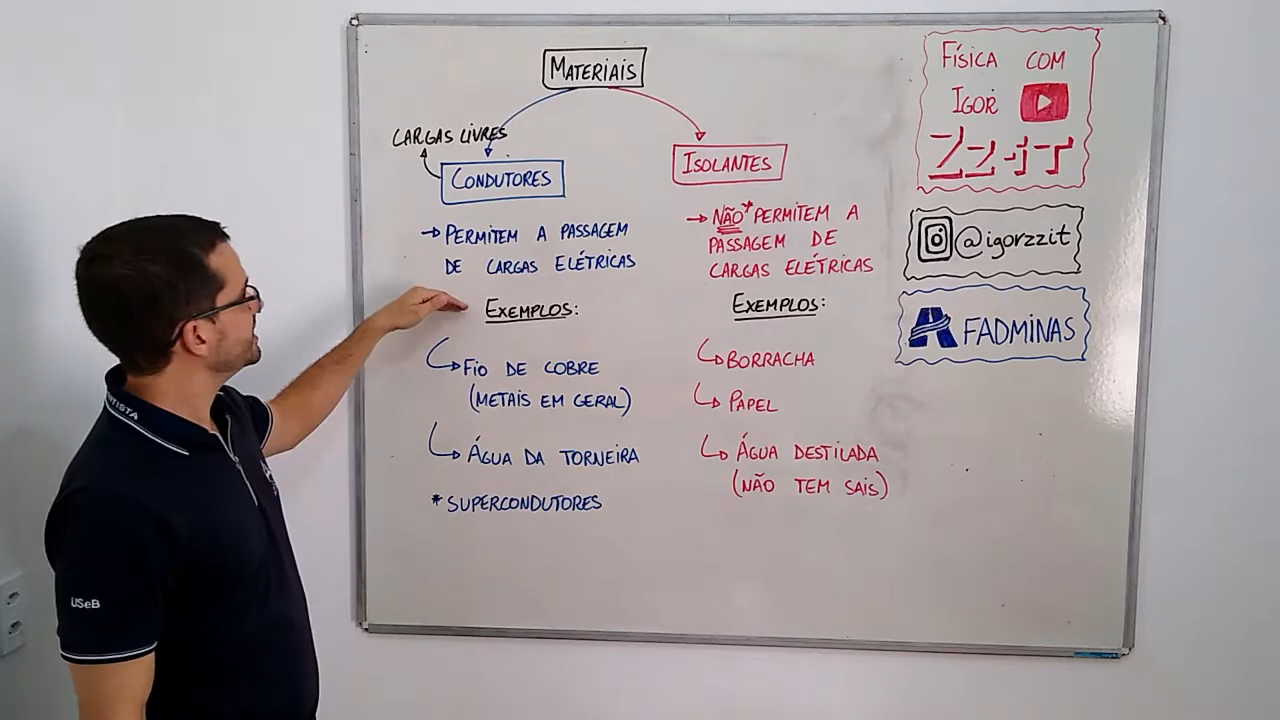 MATERIAIS
CARGAS LIVRES
CONDUTORES
→ PERMITEM A PASSAGEM
DE CARGAS ELÉTRICAS
EXEMPLOS:
FIO DE COBRE
(METAIS EM GERAL)
ÁGUA DA TORNEIRA
* SUPERCONDUTORES
ISOLANTES
→ NÃO* PERMITEM A
PASSAGEM DE
CARGAS ELÉTRICAS
EXEMPLOS:
BORRACHA
PAPEL
ÁGUA DESTILADA
(NÃO TEM SAIS)
FÍSICA COM
IGOR
ZZIT
@igorzzit
FADMINAS
USeB